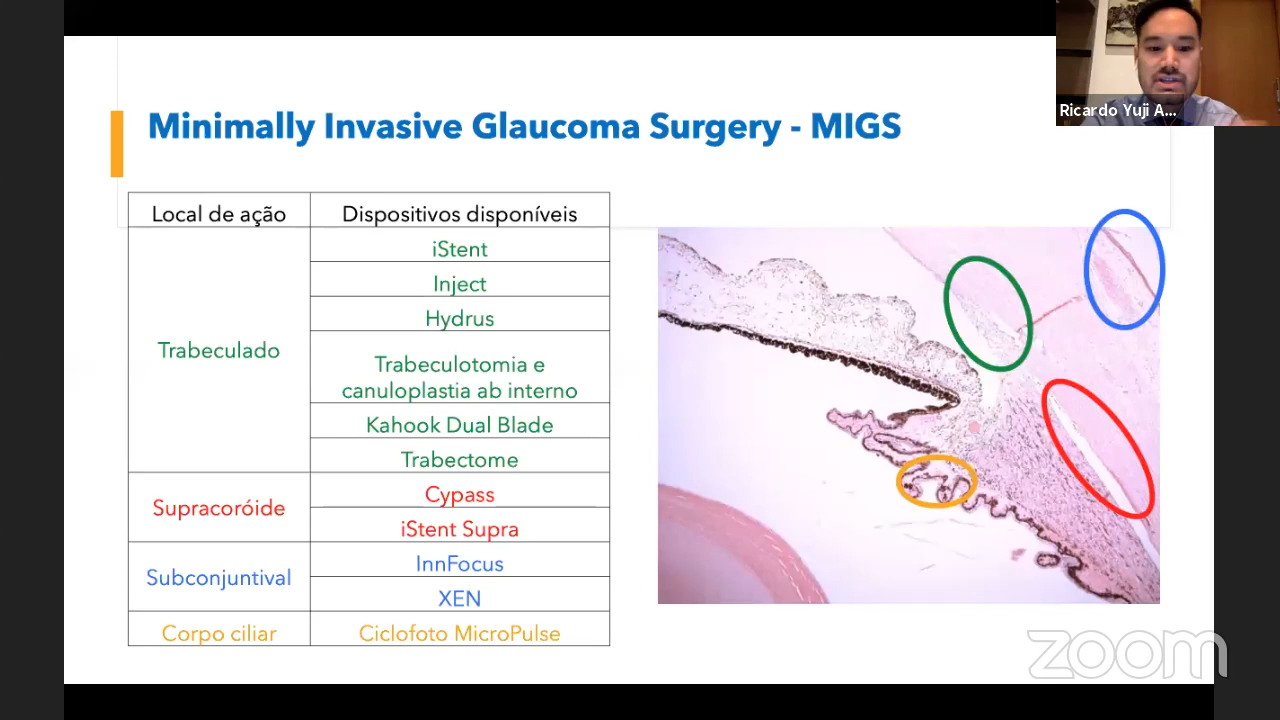 Ricardo Yuji A...
Minimally Invasive Glaucoma Surgery - MIGS
Local de ação
Dispositivos disponíveis
Trabeculado
iStent
Inject
Hydrus
Trabeculotomia e
canuloplastia ab interno
Kahook Dual Blade
Trabectome
Supracoróide
Cypass
iStent Supra
Subconjuntival
InnFocus
XEN
Corpo ciliar
Ciclofoto MicroPulse
zoom